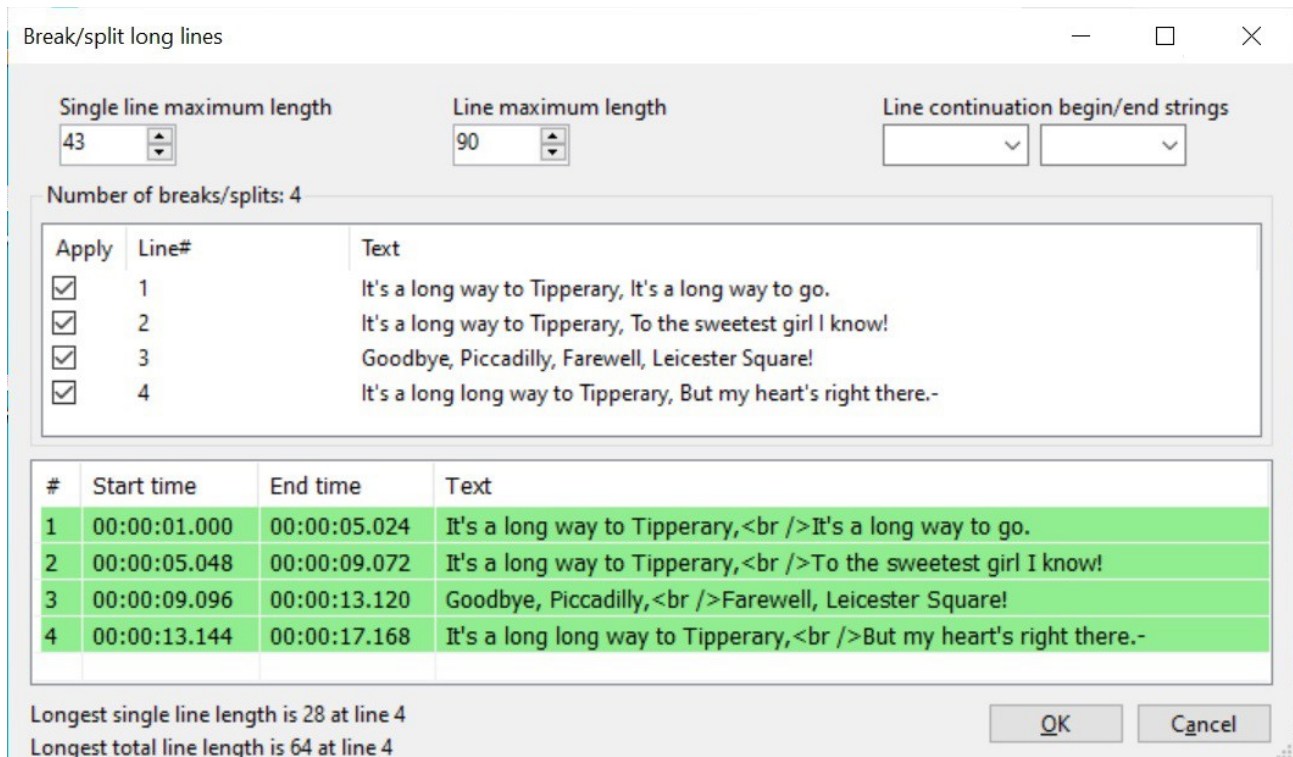 Break/split long lines
Single line maximum length Line maximum length Line continuation begin/end strings
43 90
Number of breaks/splits: 4
Apply Line# Text
1 It's a long way to Tipperary, It's a long way to go.
2 It's a long way to Tipperary, To the sweetest girl I know!
3 Goodbye, Piccadilly, Farewell, Leicester Square!
4 It's a long long way to Tipperary, But my heart's right there.-
# Start time End time Text
1 00:00:01.000 00:00:05.024 It's a long way to Tipperary,<br />It's a long way to go.
2 00:00:05.048 00:00:09.072 It's a long way to Tipperary,<br />To the sweetest girl I know!
3 00:00:09.096 00:00:13.120 Goodbye, Piccadilly,<br />Farewell, Leicester Square!
4 00:00:13.144 00:00:17.168 It's a long long way to Tipperary,<br />But my heart's right there.-
Longest single line length is 28 at line 4
OK Cancel
Longest total line length is 64 at line 4